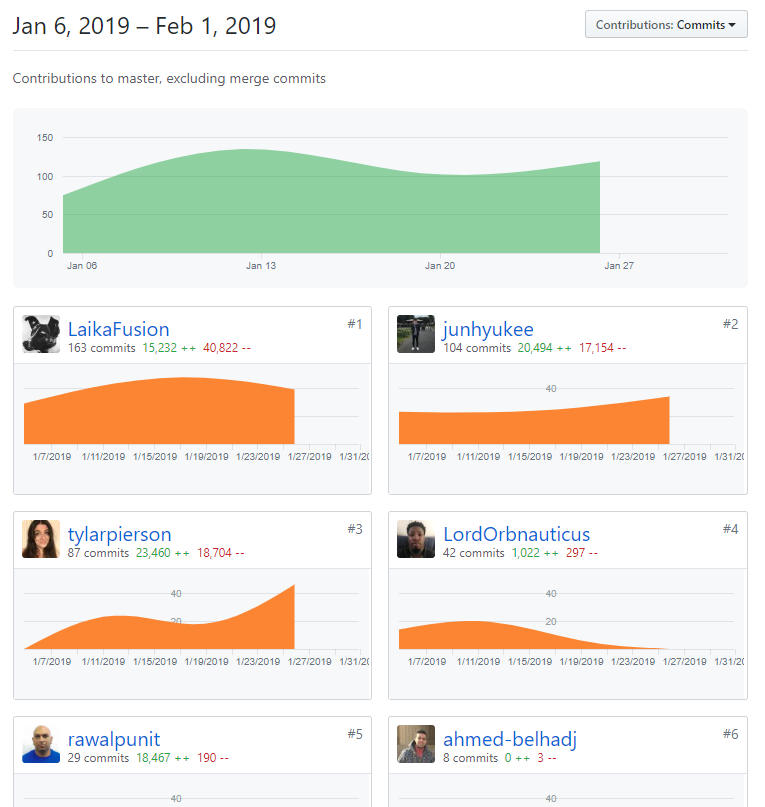 Jan 6, 2019 – Feb 1, 2019
Contributions: Commits
Contributions to master, excluding merge commits
150
100
50
0
Jan 06 Jan 13 Jan 20 Jan 27
LaikaFusion #1
163 commits 15,232 ++ 40,822 --
1/7/2019 1/11/2019 1/15/2019 1/19/2019 1/23/2019 1/27/2019 1/31/20
junhyukee #2
104 commits 20,494 ++ 17,154 --
40
1/7/2019 1/11/2019 1/15/2019 1/19/2019 1/23/2019 1/27/2019 1/31/20
tylarpierson #3
87 commits 23,460 ++ 18,704 --
40
20
1/7/2019 1/11/2019 1/15/2019 1/19/2019 1/23/2019 1/27/2019 1/31/20
LordOrbnauticus #4
42 commits 1,022 ++ 297 --
40
20
1/7/2019 1/11/2019 1/15/2019 1/19/2019 1/23/2019 1/27/2019 1/31/20
rawalpunit #5
29 commits 18,467 ++ 190 --
40
ahmed-belhadj #6
8 commits 0 ++ 3 --
40